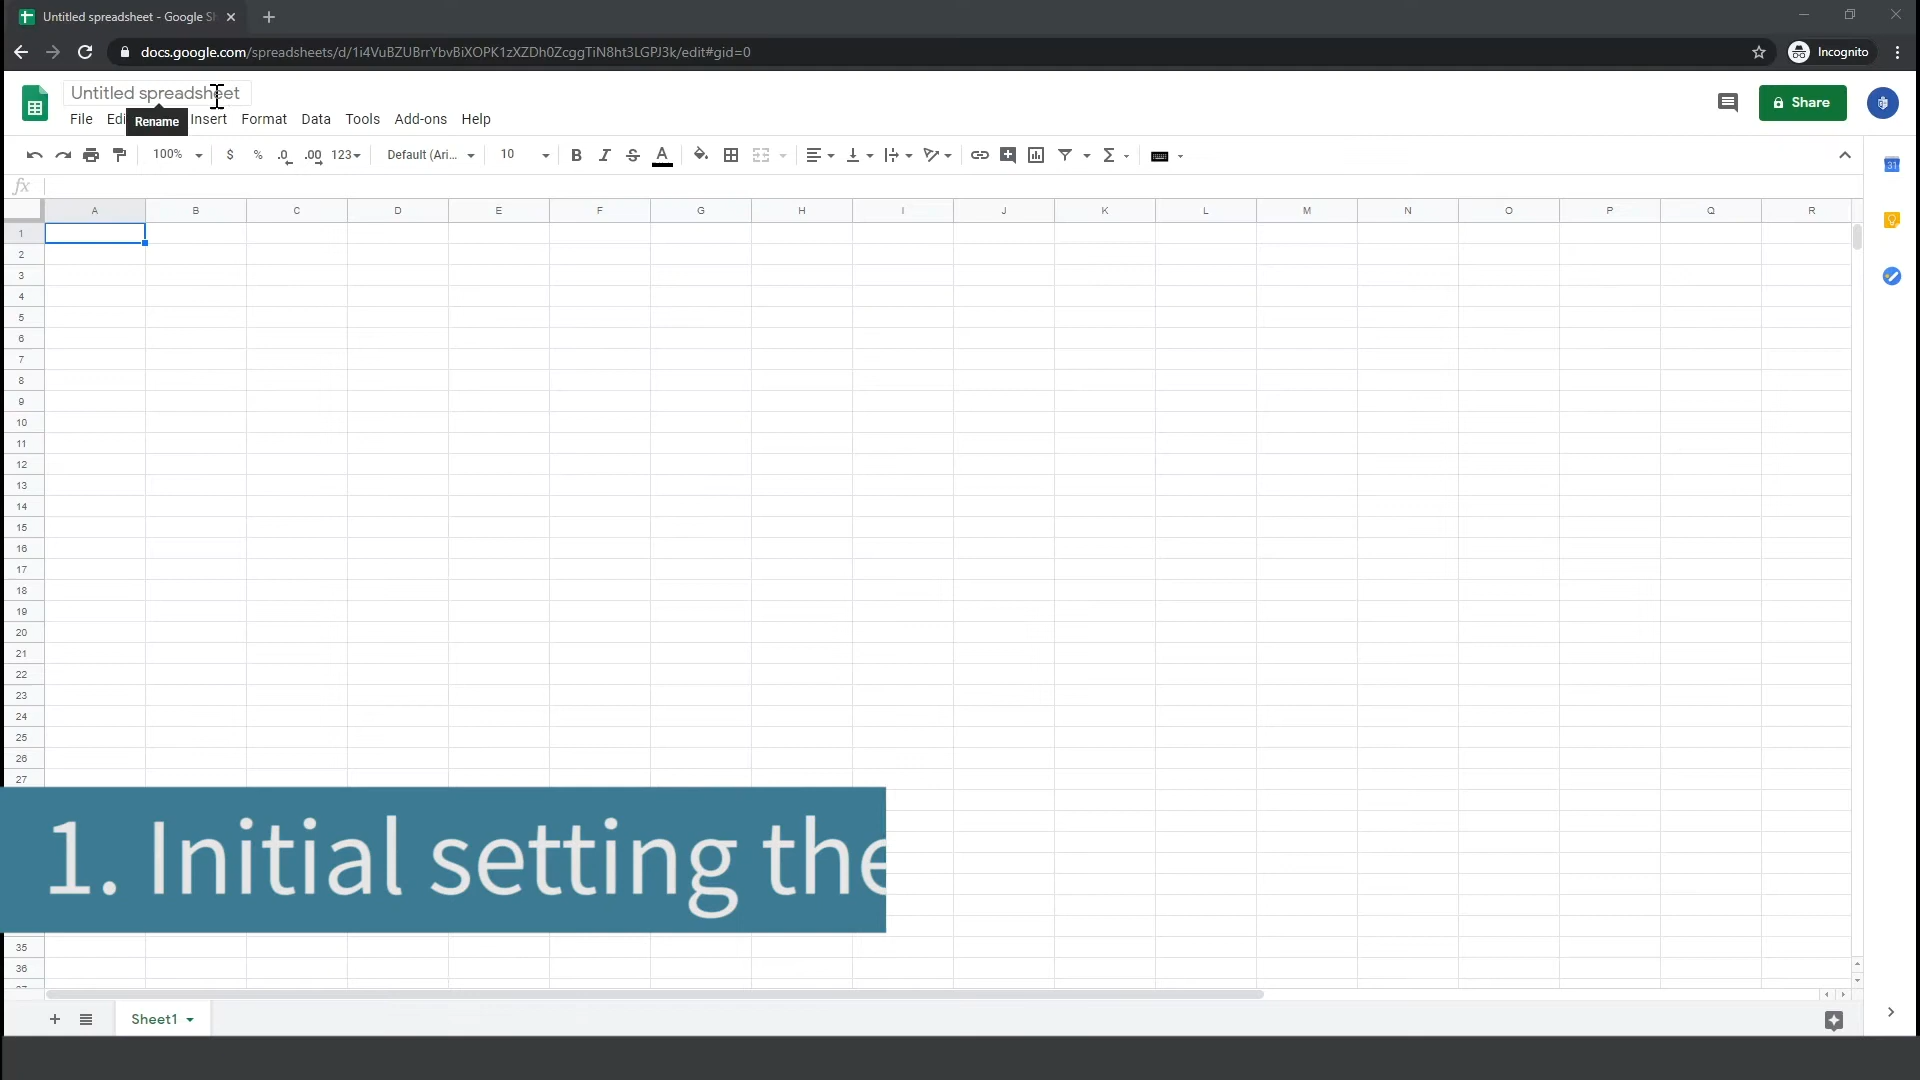 Untitled spreadsheet - Google S
docs.google.com/spreadsheets/d/1i4VuBZUBrrYbvBiXOPK1zXZDh0ZcggTiN8ht3LGPJ3k/edit#gid=0
Incognito
Untitled spreadsheet
File Edi Insert Format Data Tools Add-ons Help
Rename
Share
100% $ % .0 .00 123 Default (Ari... 10 B I S A Σ
31
fx
A B C D E F G H I J K L M N O P Q R
1
2
3
4
5
6
7
8
9
10
11
12
13
14
15
16
17
18
19
20
21
22
23
24
25
26
27
1. Initial setting the
35
36
Sheet1